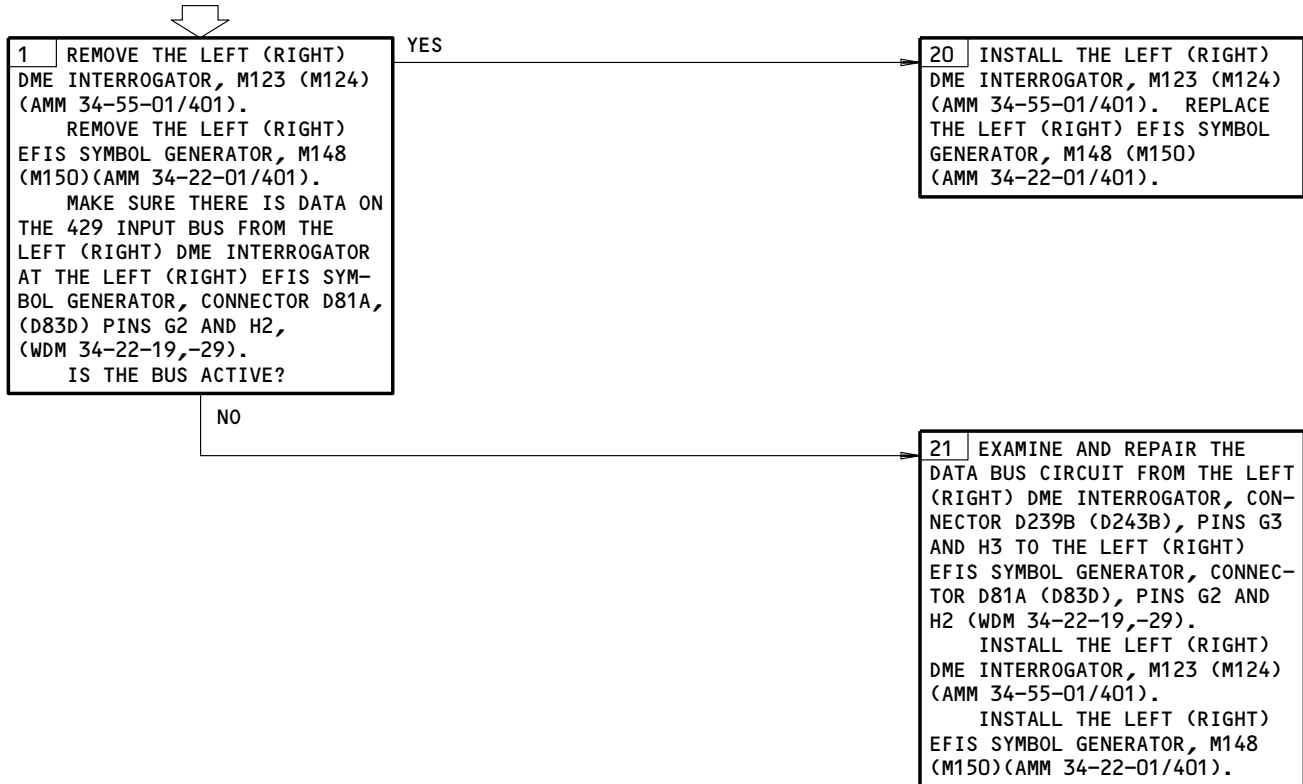 1 REMOVE THE LEFT (RIGHT)
DME INTERROGATOR, M123 (M124)
(AMM 34-55-01/401).
REMOVE THE LEFT (RIGHT)
EFIS SYMBOL GENERATOR, M148
(M150)(AMM 34-22-01/401).
MAKE SURE THERE IS DATA ON
THE 429 INPUT BUS FROM THE
LEFT (RIGHT) DME INTERROGATOR
AT THE LEFT (RIGHT) EFIS SYM-
BOL GENERATOR, CONNECTOR D81A,
(D83D) PINS G2 AND H2,
(WDM 34-22-19,-29).
IS THE BUS ACTIVE?
YES
20 INSTALL THE LEFT (RIGHT)
DME INTERROGATOR, M123 (M124)
(AMM 34-55-01/401). REPLACE
THE LEFT (RIGHT) EFIS SYMBOL
GENERATOR, M148 (M150)
(AMM 34-22-01/401).
NO
21 EXAMINE AND REPAIR THE
DATA BUS CIRCUIT FROM THE LEFT
(RIGHT) DME INTERROGATOR, CON-
NECTOR D239B (D243B), PINS G3
AND H3 TO THE LEFT (RIGHT)
EFIS SYMBOL GENERATOR, CONNEC-
TOR D81A (D83D), PINS G2 AND
H2 (WDM 34-22-19,-29).
INSTALL THE LEFT (RIGHT)
DME INTERROGATOR, M123 (M124)
(AMM 34-55-01/401).
INSTALL THE LEFT (RIGHT)
EFIS SYMBOL GENERATOR, M148
(M150)(AMM 34-22-01/401).